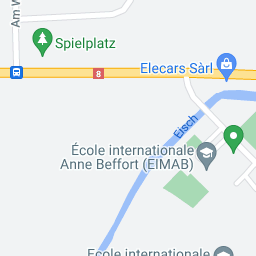 Am W
Spielplatz
Elecars Sàrl
8
Eisch
École internationale
Anne Beffort (EIMAB)
École internationale